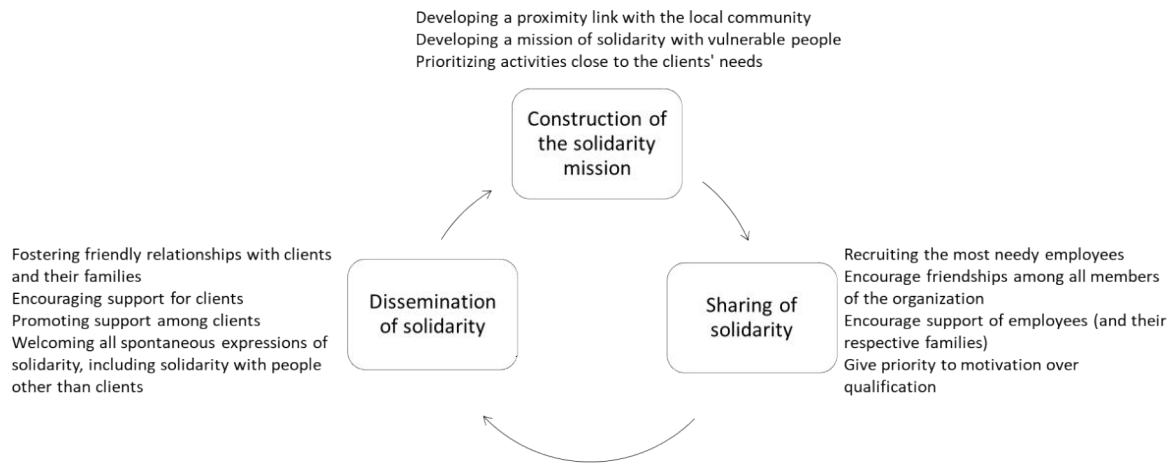 Developing a proximity link with the local community
Developing a mission of solidarity with vulnerable people
Prioritizing activities close to the clients' needs
Construction of
the solidarity
mission
Fostering friendly relationships with clients
and their families
Encouraging support for clients
Promoting support among clients
Welcoming all spontaneous expressions of
solidarity, including solidarity with people
other than clients
Dissemination
of solidarity
Sharing of
solidarity
Recruiting the most needy employees
Encourage friendships among all members
of the organization
Encourage support of employees (and their
respective families)
Give priority to motivation over
qualification